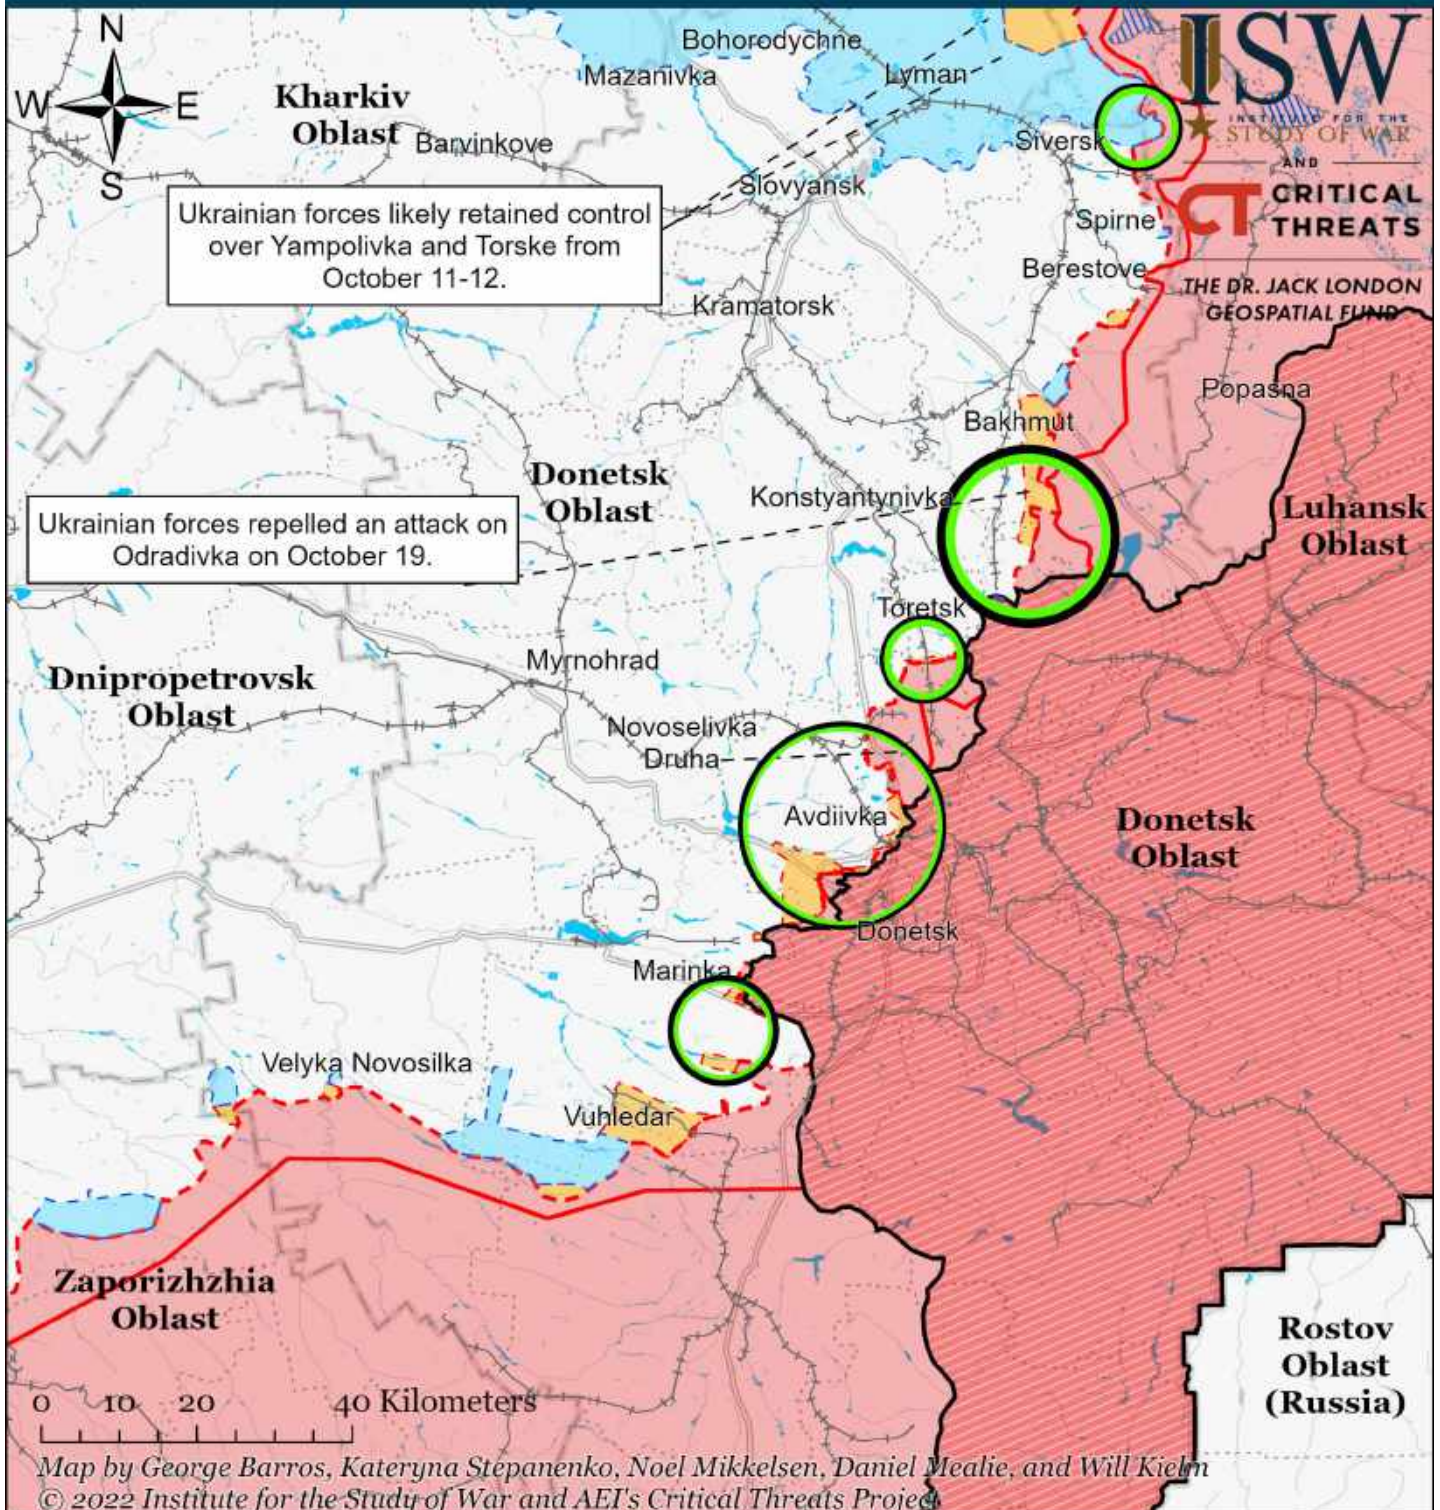 N
W
E
S
Kharkiv
Oblast
Barvinkove
Bohorodychne
Mazanivka
Lyman
Siversk
ISW
INSTITUTE FOR THE
STUDY OF WAR
AND
CT CRITICAL
THREATS
THE DR. JACK LONDON
GEOSPATIAL FUND
Slovyansk
Spirne
Berestove
Ukrainian forces likely retained control
over Yampolivka and Torske from
October 11-12.
Kramatorsk
Popasna
Bakhmut
Donetsk
Oblast
Konstyantynivka
Luhansk
Oblast
Ukrainian forces repelled an attack on
Odradivka on October 19.
Toretsk
Myrnohrad
Dnipropetrovsk
Oblast
Novoselivka
Druha
Avdiivka
Donetsk
Oblast
Donetsk
Marinka
Velyka Novosilka
Vuhledar
Zaporizhzhia
Oblast
Rostov
Oblast
(Russia)
0 10 20 40 Kilometers
Map by George Barros, Kateryna Stepanenko, Noel Mikkelsen, Daniel Mealie, and Will Kielm
© 2022 Institute for the Study of War and AEI's Critical Threats Project